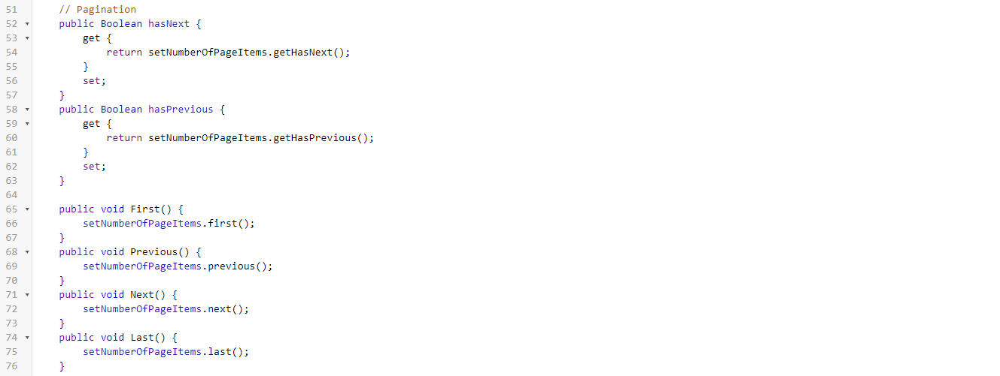 51 // Pagination
52 public Boolean hasNext {
53 get {
54 return setNumberOfPageItems.getHasNext();
55 }
56 set;
57 }
58 public Boolean hasPrevious {
59 get {
60 return setNumberOfPageItems.getHasPrevious();
61 }
62 set;
63 }
64
65 public void First() {
66 setNumberOfPageItems.first();
67 }
68 public void Previous() {
69 setNumberOfPageItems.previous();
70 }
71 public void Next() {
72 setNumberOfPageItems.next();
73 }
74 public void Last() {
75 setNumberOfPageItems.last();
76 }